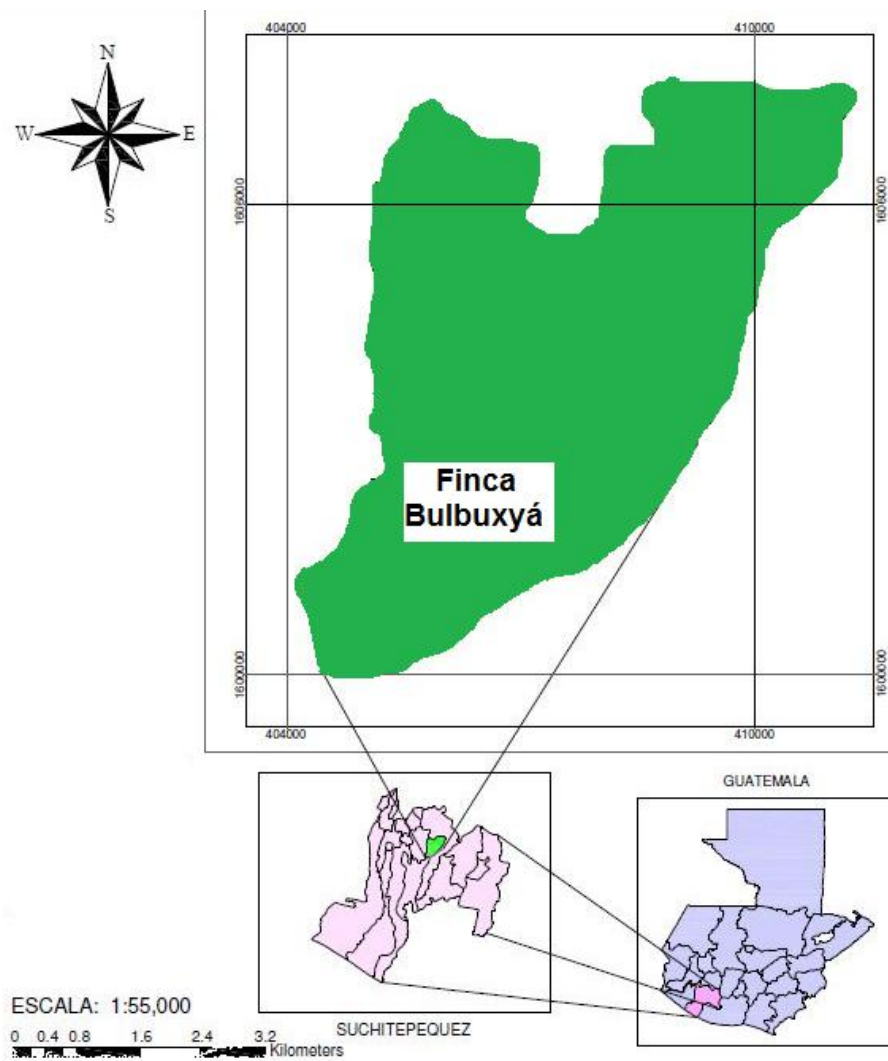 N
W
E
S
404000
410000
1606000
1606000
Finca
Bulbuxyá
1600000
1600000
404000
410000
GUATEMALA
SUCHITEPEQUEZ
ESCALA: 1:55,000
0 0.4 0.8 1.6 2.4 3.2
Kilometers